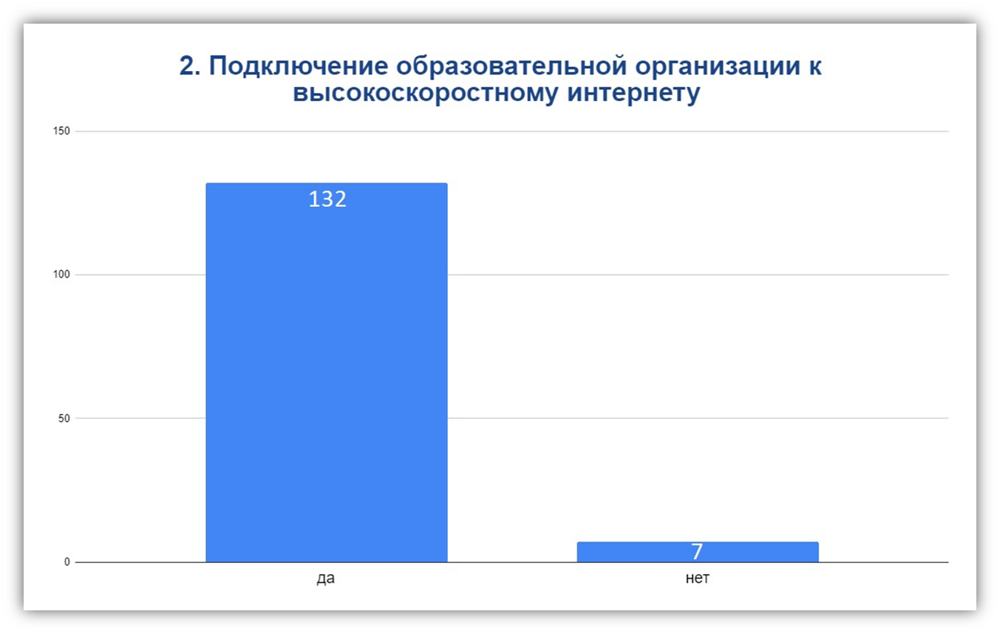 2. Подключение образовательной организации к
высокоскоростному интернету
150
132
100
50
7
0
да
нет